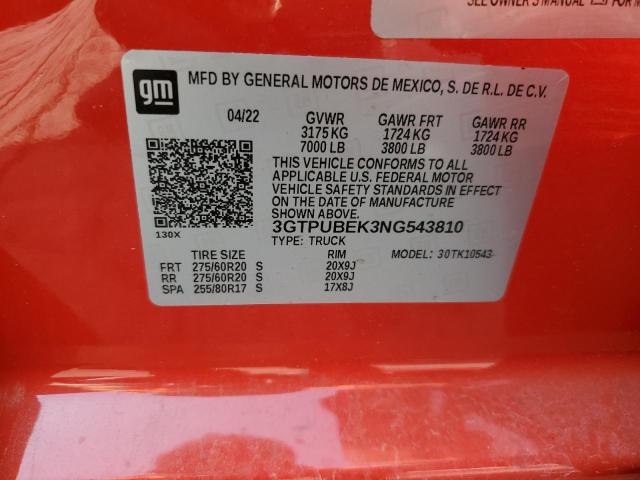 SEE OWNER'S MANUAL
gm
MFD BY GENERAL MOTORS DE MEXICO, S. DE R.L. DE C.V.
04/22 GVWR GAWR FRT GAWR RR
3175 KG 1724 KG 1724 KG
7000 LB 3800 LB 3800 LB
THIS VEHICLE CONFORMS TO ALL
APPLICABLE U.S. FEDERAL MOTOR
VEHICLE SAFETY STANDARDS IN EFFECT
ON THE DATE OF MANUFACTURE
SHOWN ABOVE.
3GTPUBEK3NG543810
130X
TYPE: TRUCK
TIRE SIZE RIM MODEL: 30TK10543
FRT 275/60R20 S 20X9J
RR 275/60R20 S 20X9J
SPA 255/80R17 S 17X8J